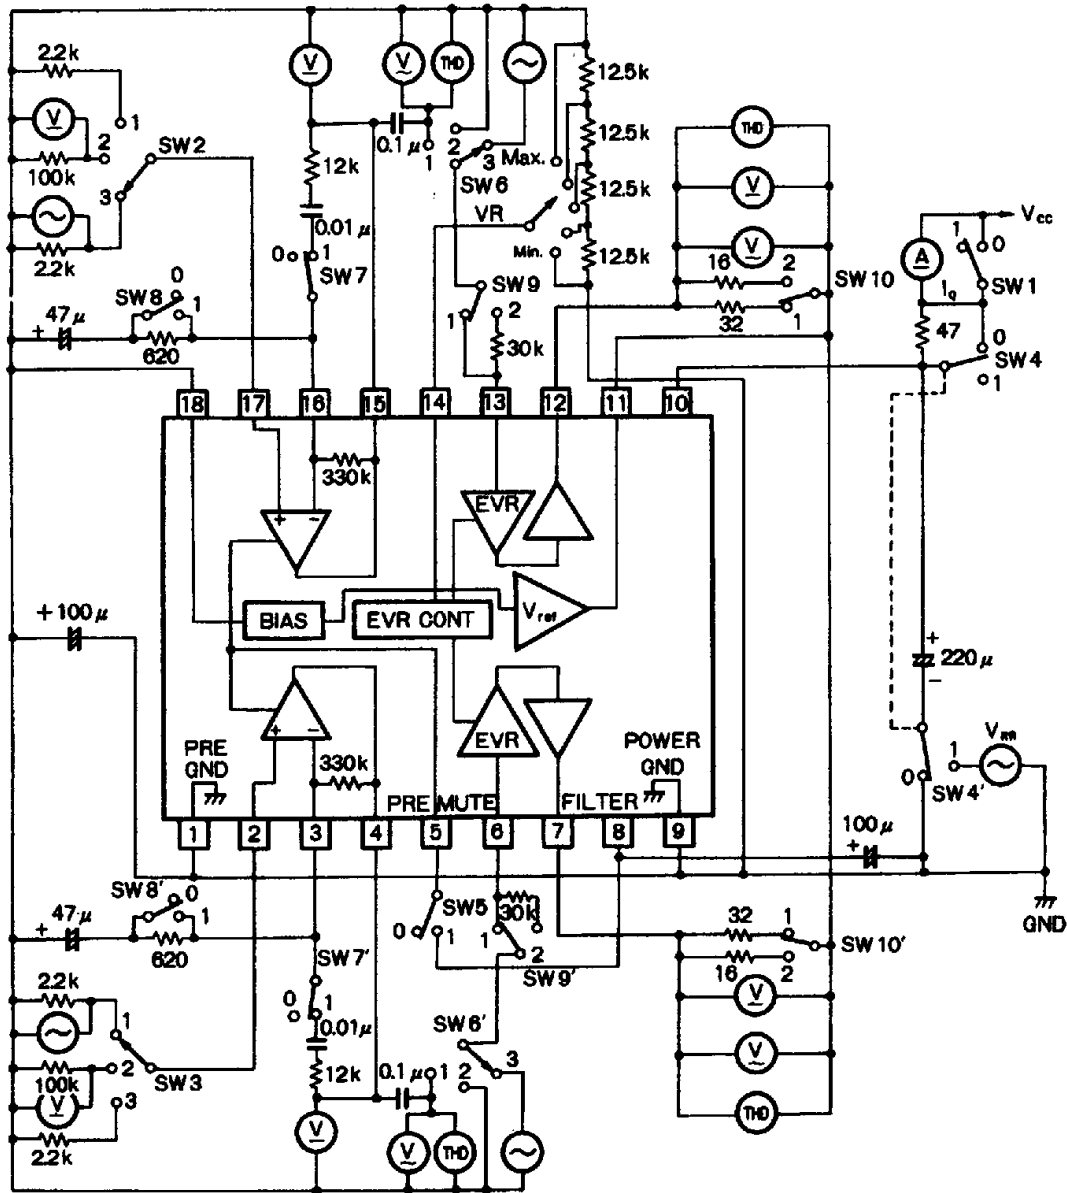 2.2k
V
100k
2.2k
1
2
3
SW2
V
V
THD
12k
0.01μ
0.1μ
1
2
3
SW6
0
1
SW7
Max.
VR
Min.
12.5k
12.5k
12.5k
12.5k
SW9
1
2
30k
THD
V
V
16
2
32
1
SW10
Vcc
A
Iq
1
0
SW1
47
0
SW4
1
47μ
+
SW8
0
1
620
18
17
16
15
14
13
12
11
10
330k
+
−
EVR
BIAS
EVR CONT
Vref
+100μ
+
−
EVR
330k
PRE
GND
PRE MUTE
FILTER
POWER
GND
1
2
3
4
5
6
7
8
9
+
220μ
−
VRR
0
1
SW4'
100μ
+
GND
SW8'
0
1
47μ
+
620
SW7'
0
1
0.01μ
12k
V
SW5
0
1
30k
1
2
SW9'
32
1
16
2
SW10'
V
V
THD
2.2k
100k
V
2.2k
1
2
3
SW3
0.1μ
1
SW6'
2
3
V
THD